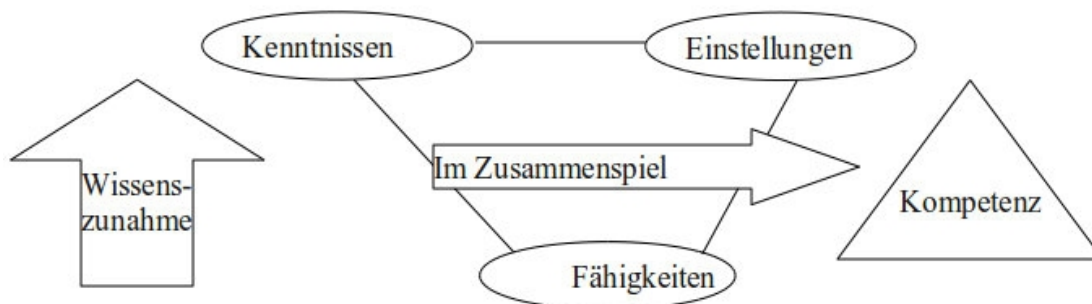 Kenntnissen
Einstellungen
Im Zusammenspiel
Wissens-
zunahme
Kompetenz
Fähigkeiten